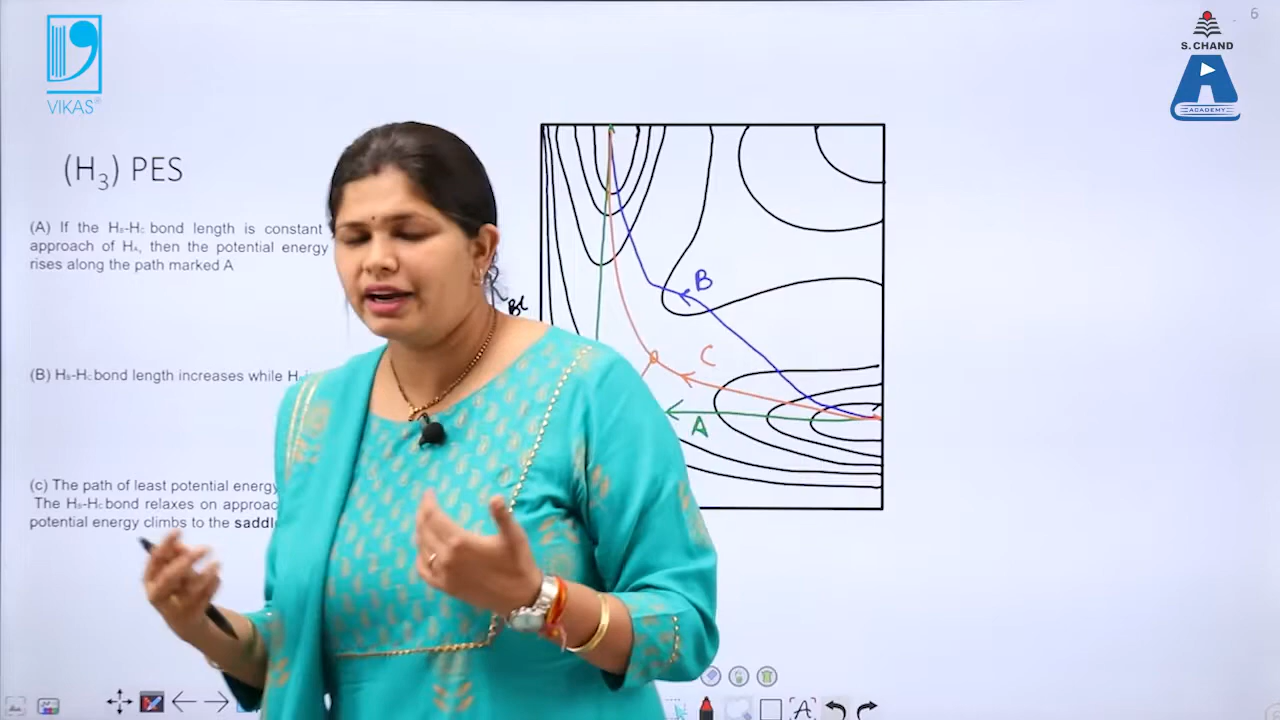 6
VIKAS®
S. CHAND
ACADEMY
(H₃) PES
(A) If the HB-HC bond length is constant
approach of HA, then the potential energy
rises along the path marked A
(B) HB-HC bond length increases while H
(c) The path of least potential energy
The HB-HC bond relaxes on
potential energy climbs to the
R
BC
B
C
A
A